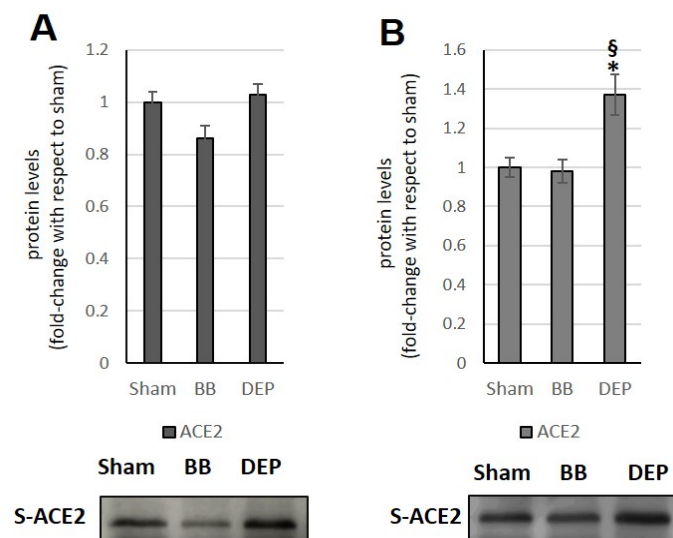 A
protein levels
(fold-change with respect to sham)
1.2
1
0.8
0.6
0.4
0.2
0
Sham BB DEP
ACE2
Sham BB DEP
S-ACE2
B
protein levels
(fold-change with respect to sham)
1.6
1.4
1.2
1
0.8
0.6
0.4
0.2
0
§
*
Sham BB DEP
ACE2
Sham BB DEP
S-ACE2